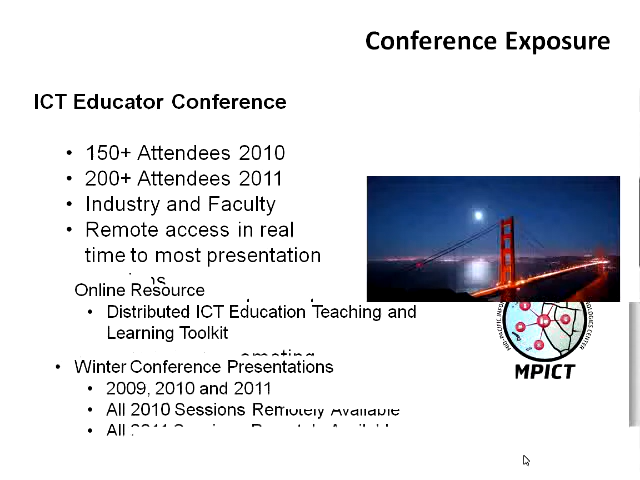 Conference Exposure
ICT Educator Conference
• 150+ Attendees 2010
• 200+ Attendees 2011
• Industry and Faculty
• Remote access in real
time to most presentation
Online Resource
• Distributed ICT Education Teaching and
Learning Toolkit
• Winter Conference Presentations
• 2009, 2010 and 2011
• All 2010 Sessions Remotely Available
• All 2011
MPICT